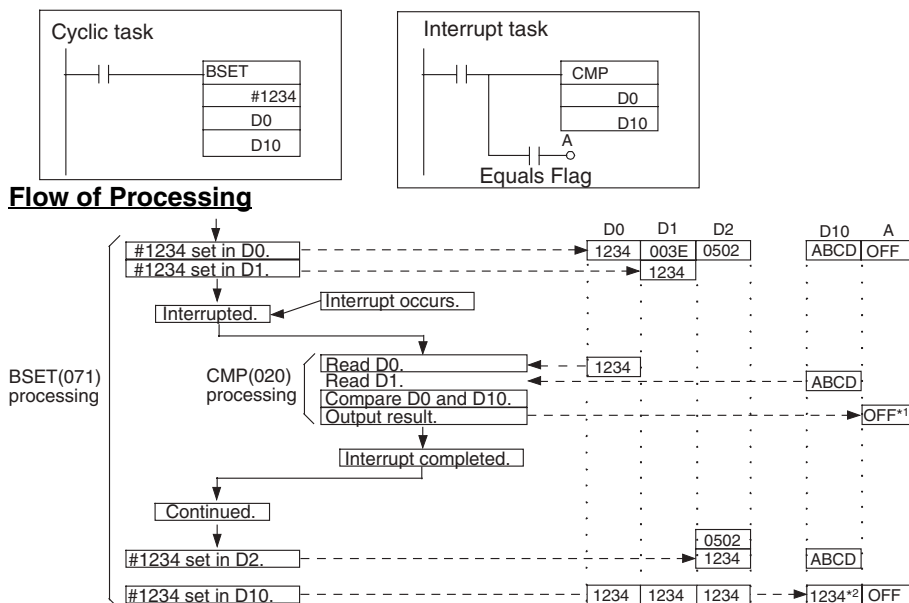 Cyclic task
BSET
#1234
D0
D10
Interrupt task
CMP
D0
D10
A
Equals Flag
Flow of Processing
D0 D1 D2 D10 A
#1234 set in D0. 1234 003E 0502 ABCD OFF
#1234 set in D1. 1234
Interrupt occurs.
Interrupted.
BSET(071)
processing
CMP(020)
processing
Read D0. 1234
Read D1. ABCD
Compare D0 and D10.
Output result. OFF*1
Interrupt completed.
Continued.
0502
#1234 set in D2. 1234 ABCD
#1234 set in D10. 1234 1234 1234 1234*2 OFF